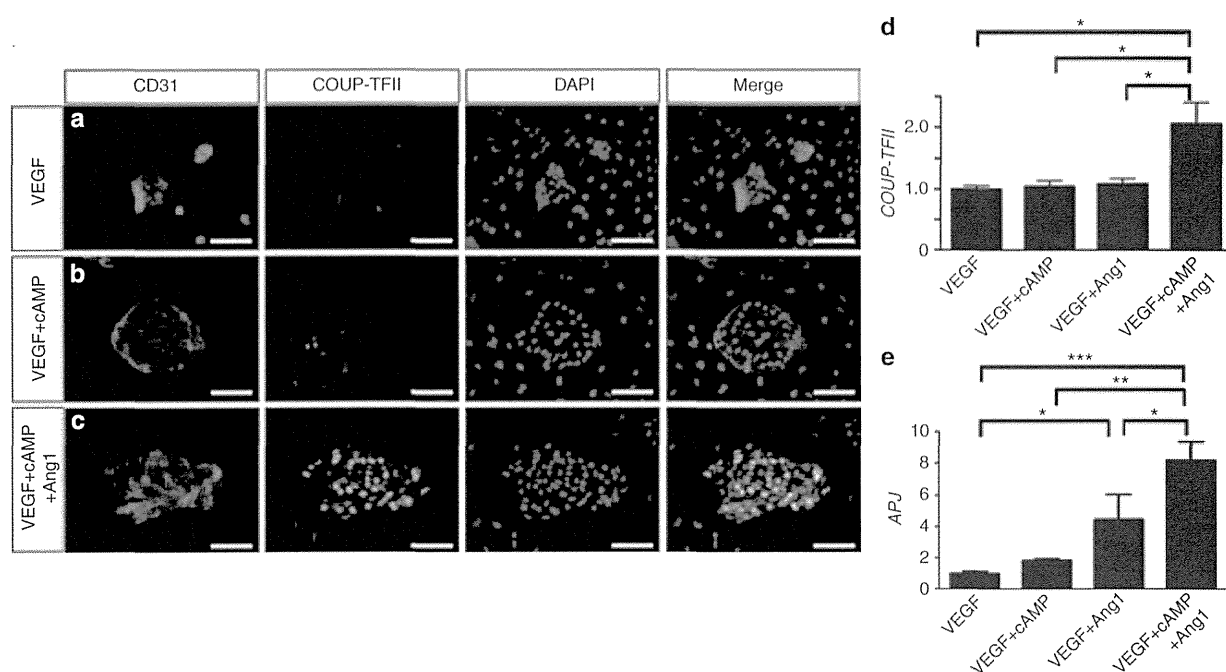 CD31 COUP-TFII DAPI Merge
a
VEGF
b
VEGF+cAMP
c
VEGF+cAMP
+Ang1
d
*
*
*
COUP-TFII
2.0
1.0
0
VEGF
VEGF+cAMP
VEGF+Ang1
VEGF+cAMP
+Ang1
e
***
**
* *
APJ
10
8
6
4
2
0
VEGF
VEGF+cAMP
VEGF+Ang1
VEGF+cAMP
+Ang1